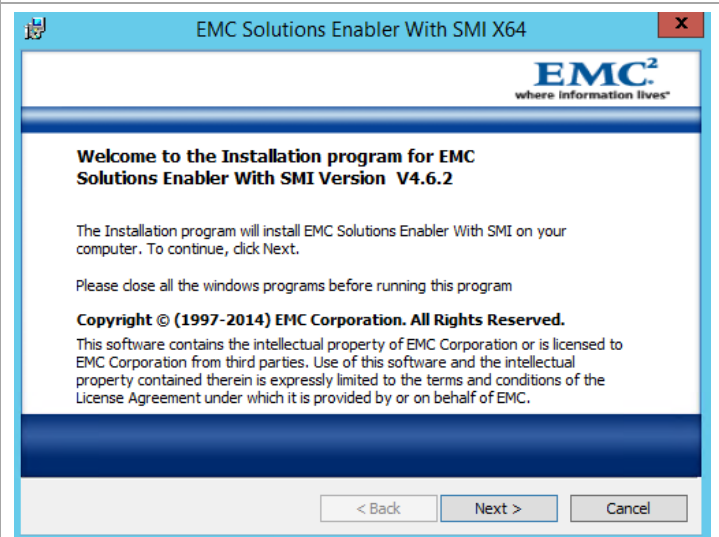 EMC Solutions Enabler With SMI X64
x
EMC²
where information lives®
Welcome to the Installation program for EMC
Solutions Enabler With SMI Version  V4.6.2
The Installation program will install EMC Solutions Enabler With SMI on your
computer. To continue, click Next.
Please close all the windows programs before running this program
Copyright © (1997-2014) EMC Corporation. All Rights Reserved.
This software contains the intellectual property of EMC Corporation or is licensed to
EMC Corporation from third parties. Use of this software and the intellectual
property contained therein is expressly limited to the terms and conditions of the
License Agreement under which it is provided by or on behalf of EMC.
< Back
Next >
Cancel